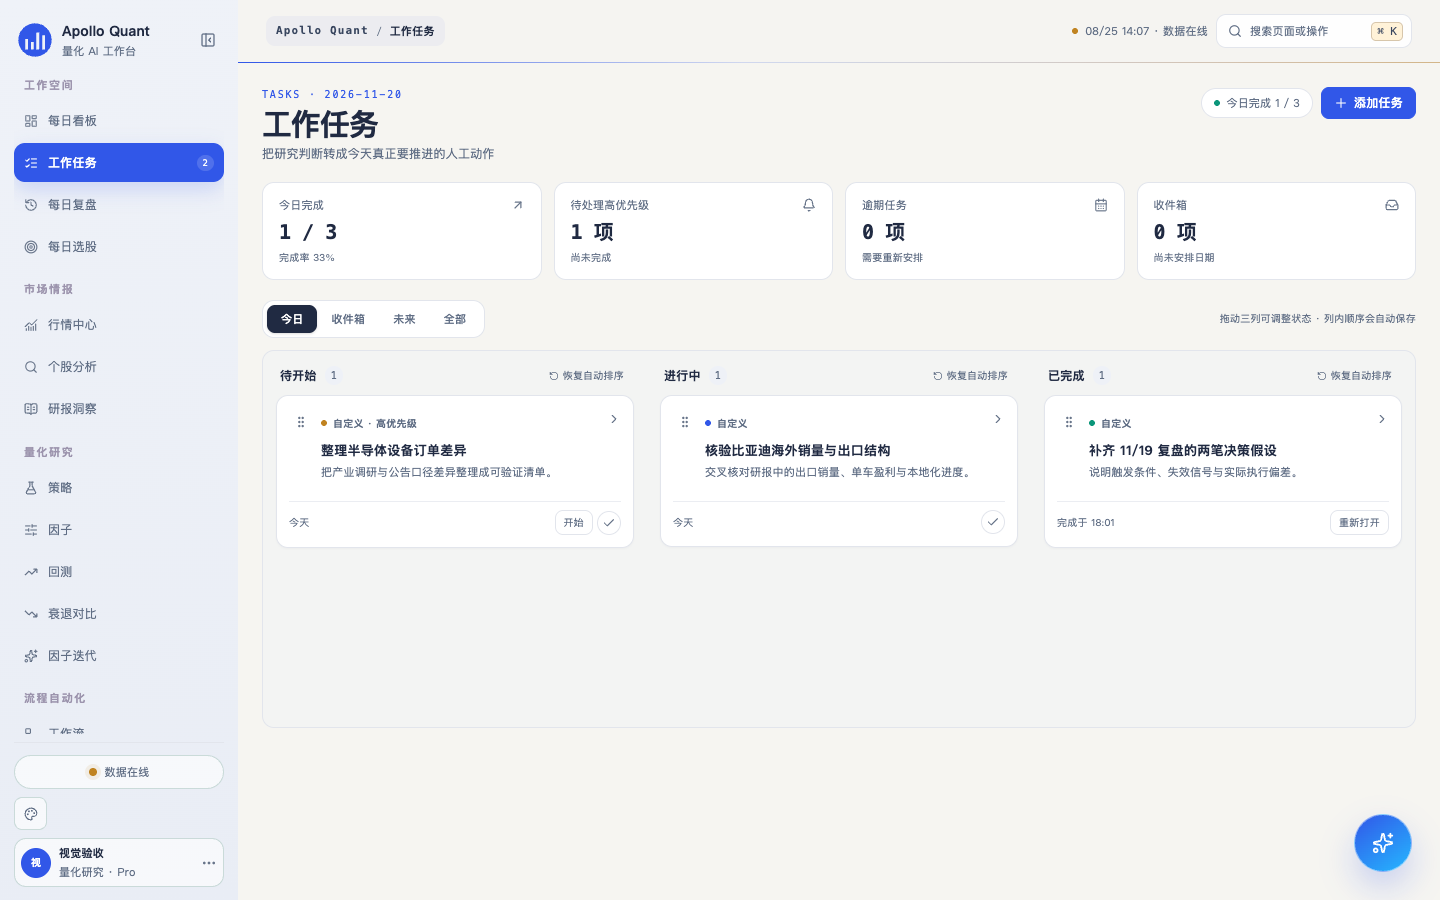 Apollo Quant
量化 AI 工作台
工作空间
每日看板
工作任务 2
每日复盘
每日选股
市场情报
行情中心
个股分析
研报洞察
量化研究
策略
因子
回测
衰退对比
因子迭代
流程自动化
工作流
数据在线
视 视觉验收
量化研究 · Pro
Apollo Quant / 工作任务
08/25 14:07 · 数据在线
搜索页面或操作 ⌘ K
TASKS · 2026-11-20
工作任务
把研究判断转成今天真正要推进的人工动作
今日完成 1 / 3
添加任务
今日完成
1 / 3
完成率 33%
待处理高优先级
1 项
尚未完成
逾期任务
0 项
需要重新安排
收件箱
0 项
尚未安排日期
今日 收件箱 未来 全部
拖动三列可调整状态 · 列内顺序会自动保存
待开始 1 恢复自动排序
自定义 · 高优先级
整理半导体设备订单差异
把产业调研与公告口径差异整理成可验证清单。
今天 开始
进行中 1 恢复自动排序
自定义
核验比亚迪海外销量与出口结构
交叉核对研报中的出口销量、单车盈利与本地化进度。
今天
已完成 1 恢复自动排序
自定义
补齐 11/19 复盘的两笔决策假设
说明触发条件、失效信号与实际执行偏差。
完成于 18:01 重新打开